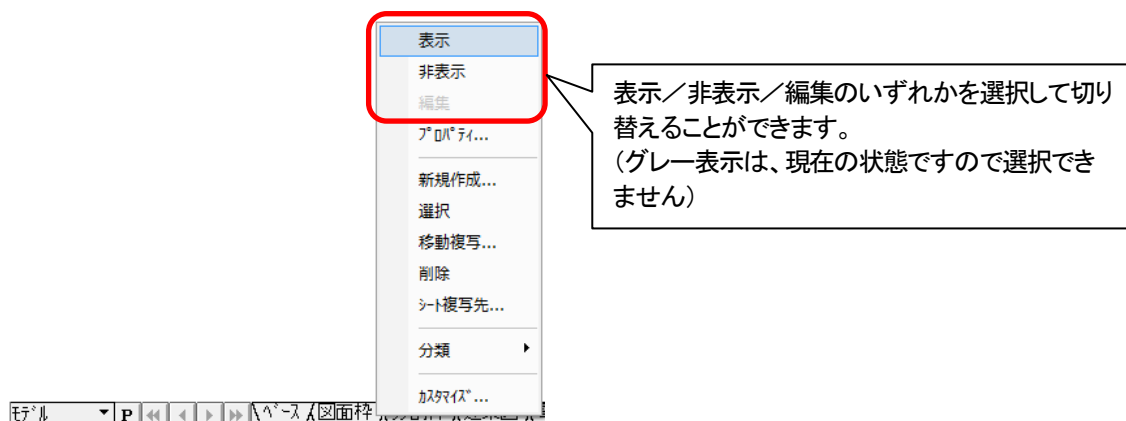 表示
非表示
編集
ﾌﾟﾛﾊﾟﾃｨ...
新規作成...
選択
移動複写...
削除
ｼｰﾄ複写先...
分類
ｶｽﾀﾏｲｽﾞ...
表示／非表示／編集のいずれかを選択して切り
替えることができます。
（グレー表示は、現在の状態ですので選択でき
ません）
ﾓﾃﾞﾙ P ﾍﾞｰｽ 図面枠